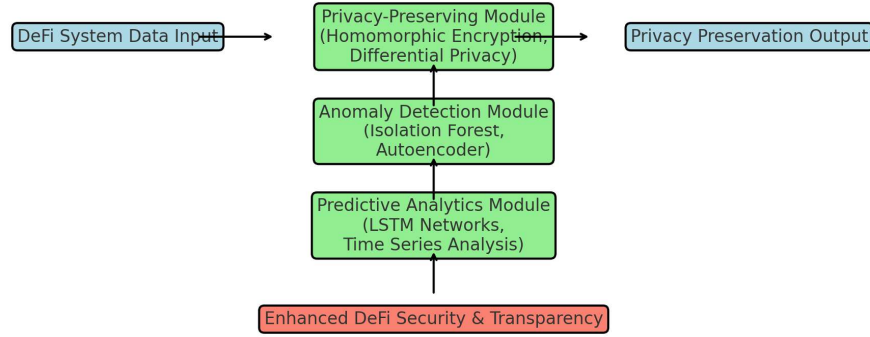 DeFi System Data Input
Privacy-Preserving Module
(Homomorphic Encryption,
Differential Privacy)
Privacy Preservation Output
Anomaly Detection Module
(Isolation Forest,
Autoencoder)
Predictive Analytics Module
(LSTM Networks,
Time Series Analysis)
Enhanced DeFi Security & Transparency